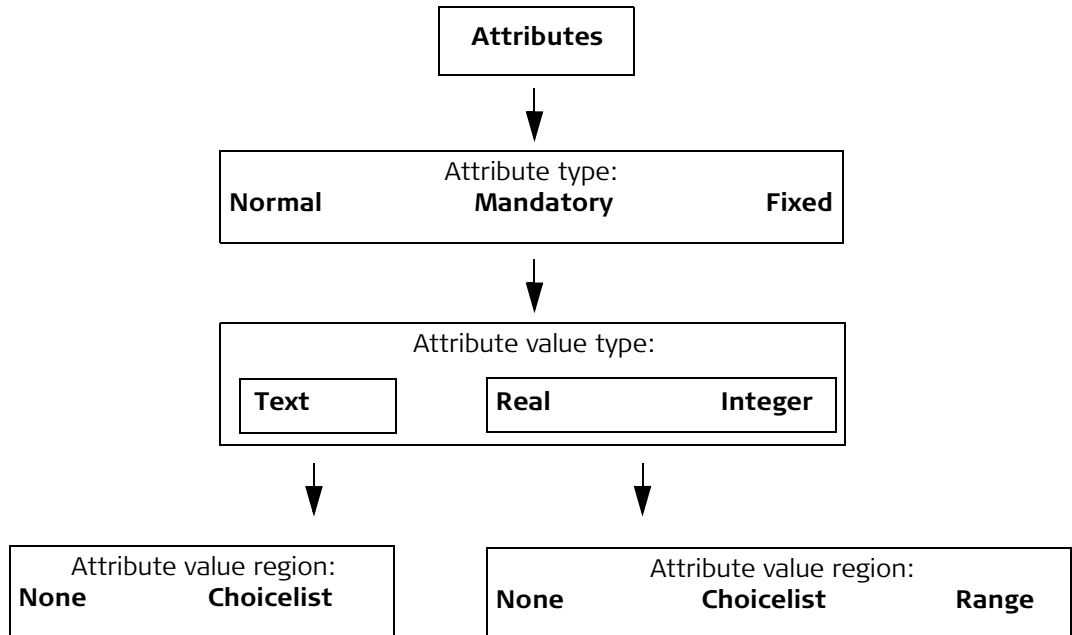 Attributes
Attribute type:
Normal Mandatory Fixed
Attribute value type:
Text Real Integer
Attribute value region:
None Choicelist
Attribute value region:
None Choicelist Range